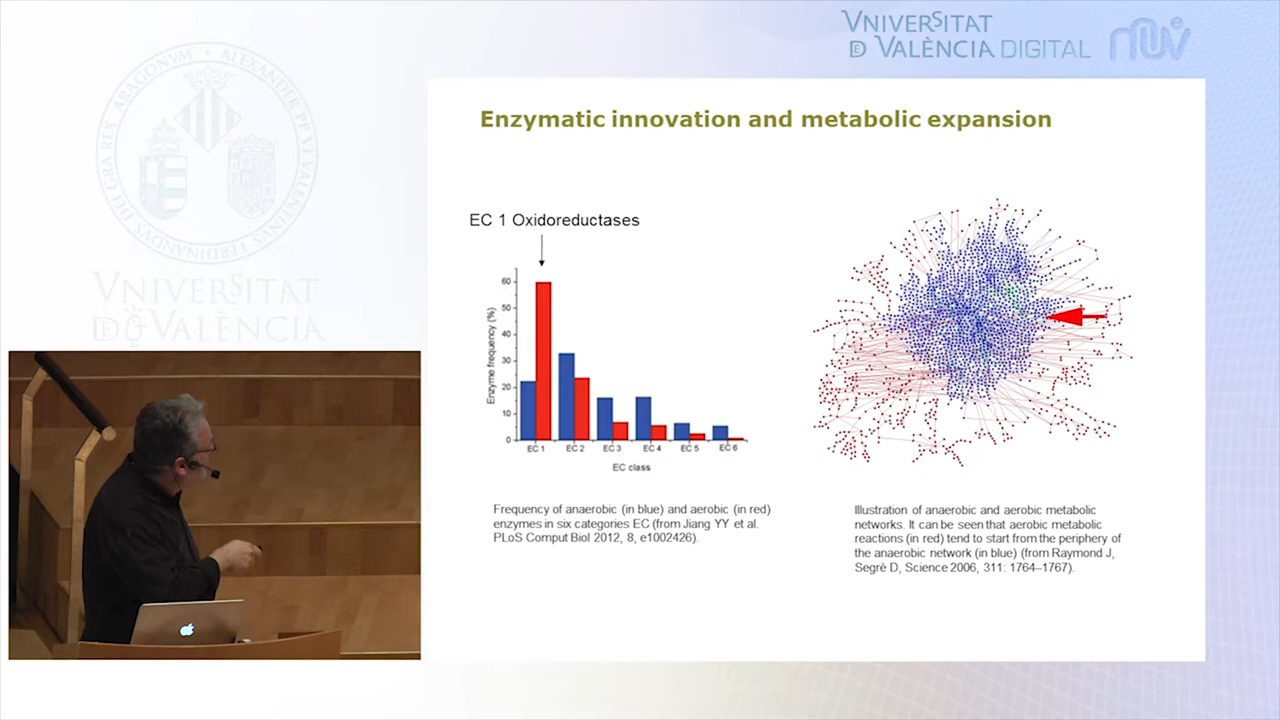 VNIVERSITAT
DE VALÈNCIA DIGITAL
Enzymatic innovation and metabolic expansion
VNIVERSITAT
VALÈNCIA
EC 1 Oxidoreductases
Enzyme frequency (%)
60
50
40
30
20
10
0
EC 1 EC 2 EC 3 EC 4 EC 5 EC 6
EC class
Frequency of anaerobic (in blue) and aerobic (in red)
enzymes in six categories EC (from Jiang YY et al.
PLoS Comput Biol 2012, 8, e1002426).
Illustration of anaerobic and aerobic metabolic
networks. It can be seen that aerobic metabolic
reactions (in red) tend to start from the periphery of
the anaerobic network (in blue) (from Raymond J,
Segrè D, Science 2006, 311: 1764–1767).